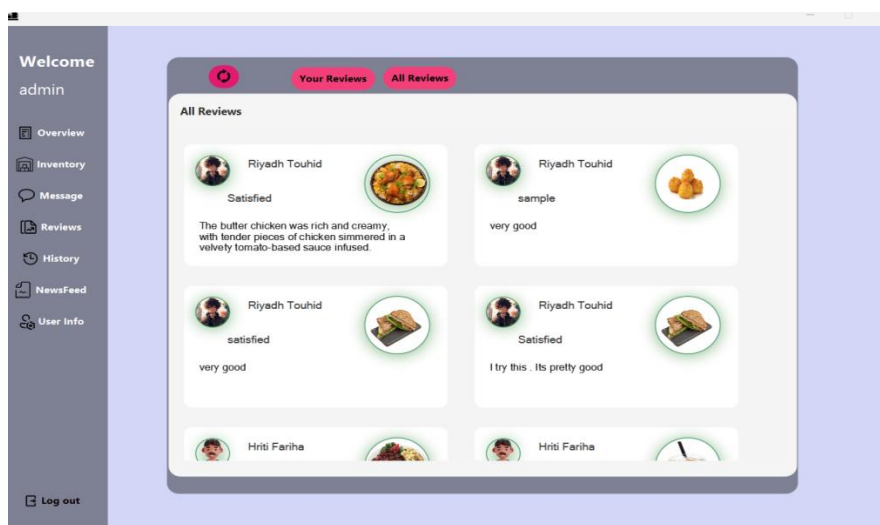 Welcome
admin
Overview
Inventory
Message
Reviews
History
NewsFeed
User Info
Log out
Your Reviews
All Reviews
All Reviews
Riyadh Touhid
Satisfied
The butter chicken was rich and creamy,
with tender pieces of chicken simmered in a
velvety tomato-based sauce infused.
Riyadh Touhid
sample
very good
Riyadh Touhid
satisfied
very good
Riyadh Touhid
Satisfied
I try this . Its pretty good
Hriti Fariha
Hriti Fariha